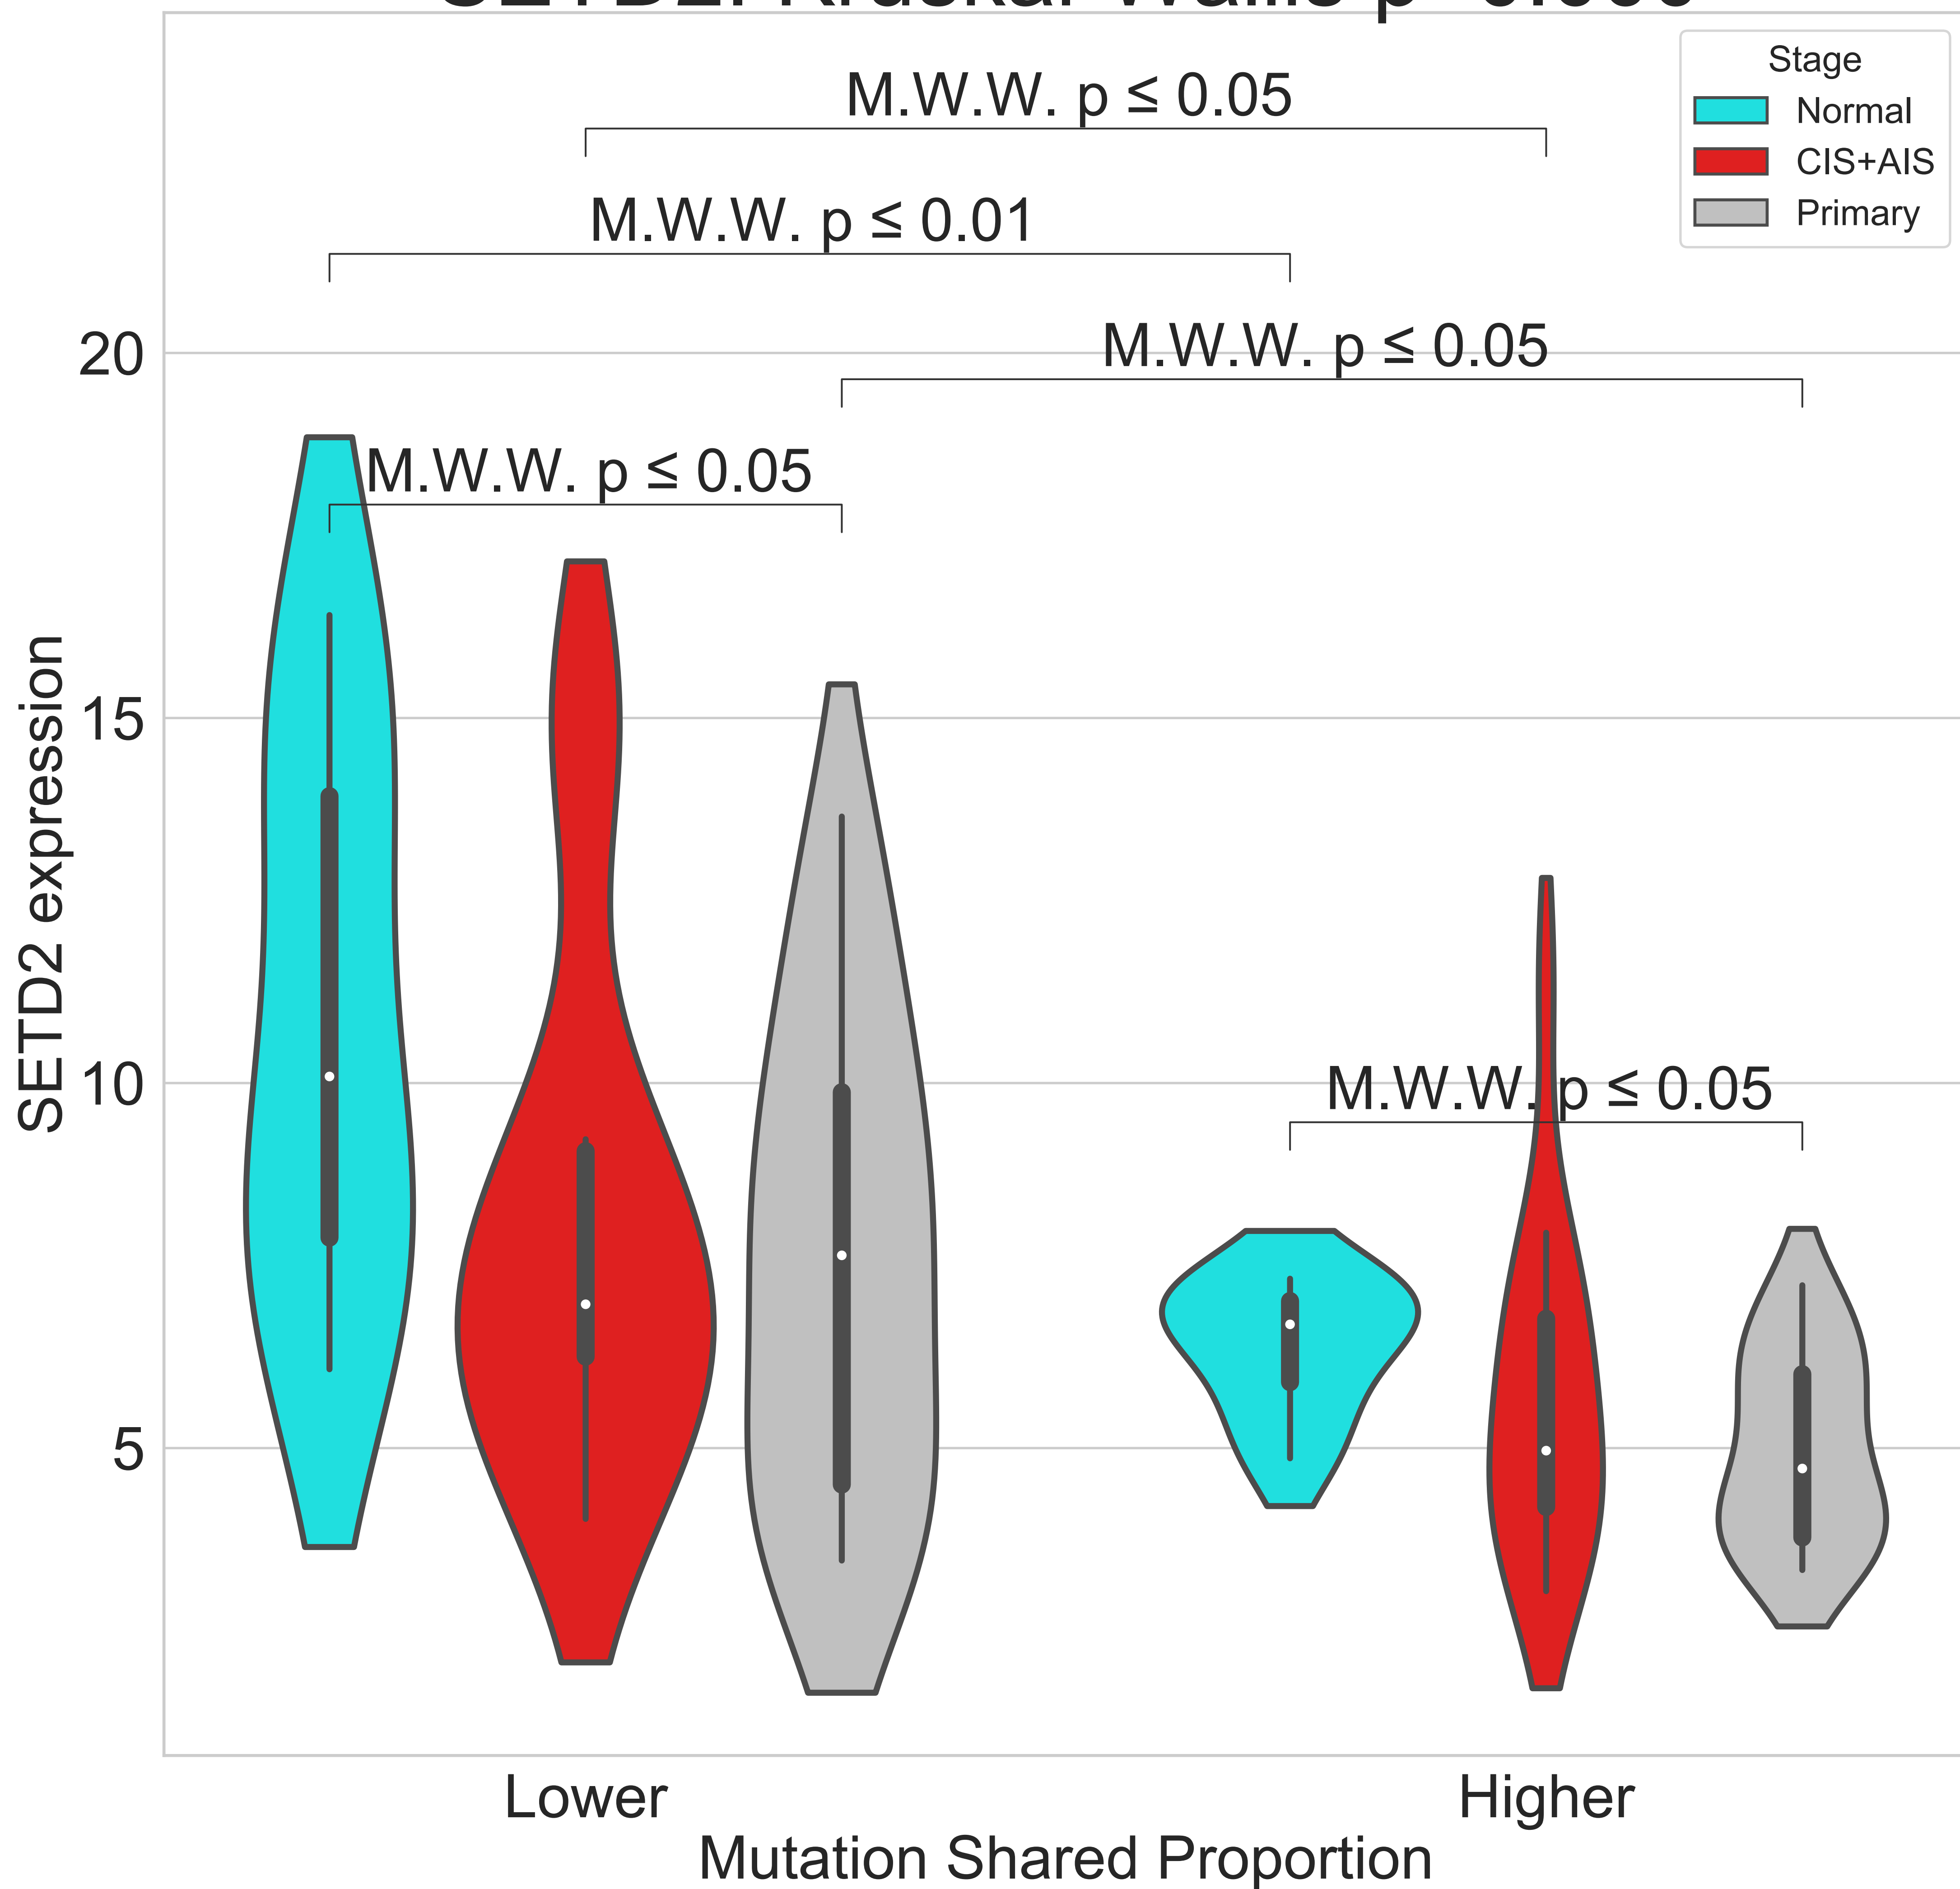 Stage
Normal
CIS+AIS
Primary
M.W.W. p ≤ 0.05
M.W.W. p ≤ 0.01
M.W.W. p ≤ 0.05
M.W.W. p ≤ 0.05
M.W.W. p ≤ 0.05
20
15
10
5
SETD2 expression
Lower
Higher
Mutation Shared Proportion